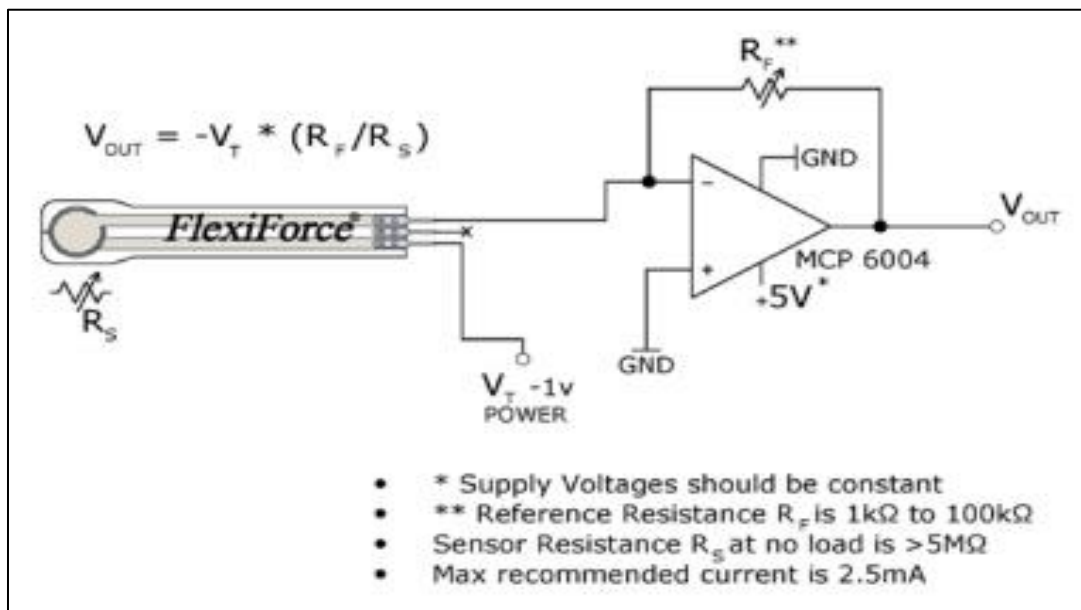 R_F **
V_OUT = -V_T * (R_F/R_S)
GND
FlexiForce®
V_OUT
MCP 6004
+5V*
R_S
GND
V_T -1v
POWER
• * Supply Voltages should be constant
• ** Reference Resistance R_F is 1kΩ to 100kΩ
• Sensor Resistance R_S at no load is >5MΩ
• Max recommended current is 2.5mA